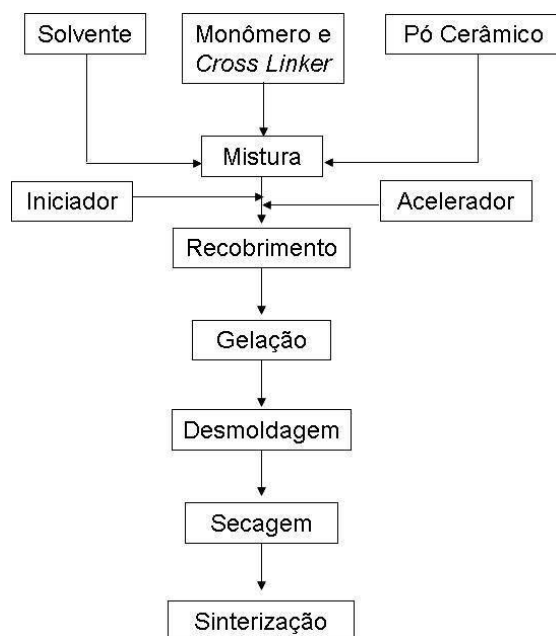 Solvente
Monômero e
Cross Linker
Pó Cerâmico
Mistura
Iniciador
Acelerador
Recobrimento
Gelação
Desmoldagem
Secagem
Sinterização